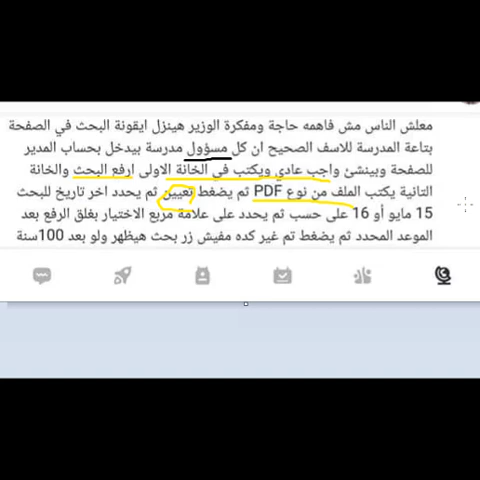 معلش الناس مش فاهمه حاجة ومفكرة الوزير هينزل ايقونة البحث في الصفحة
بتاعة المدرسة للاسف الصحيح ان كل مسؤول مدرسة بيدخل بحساب المدير
للصفحة وبينشئ واجب عادي ويكتب في الخانة الاولى ارفع البحث والخانة
التانية يكتب الملف من نوع PDF ثم يضغط تعيين ثم يحدد اخر تاريخ للبحث
15 مايو أو 16 على حسب ثم يحدد على علامة مربع الاختيار بغلق الرفع بعد
الموعد المحدد ثم يضغط تم غير كده مفيش زر بحث هيظهر ولو بعد 100سنة